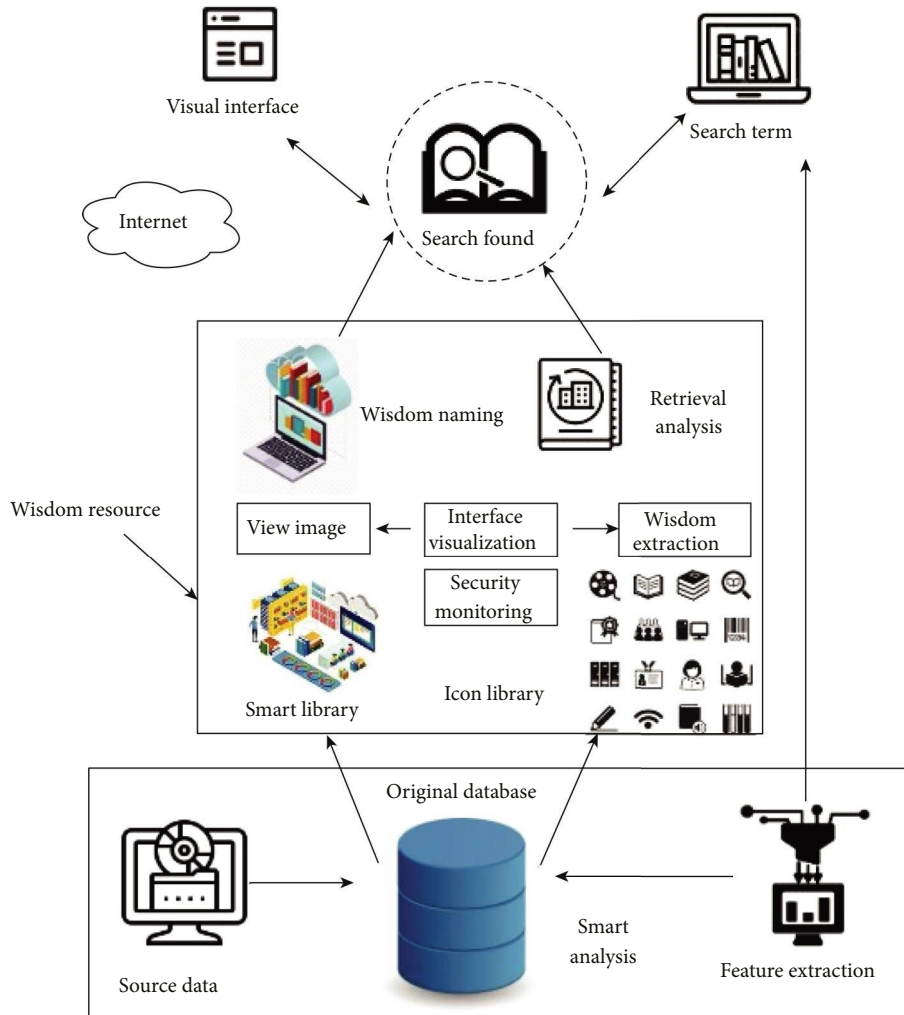 Visual interface
Search term
Internet
Search found
Wisdom naming
Retrieval
analysis
Wisdom resource
View image
Interface
visualization
Wisdom
extraction
Security
monitoring
Smart library
Icon library
Original database
Source data
Smart
analysis
Feature extraction